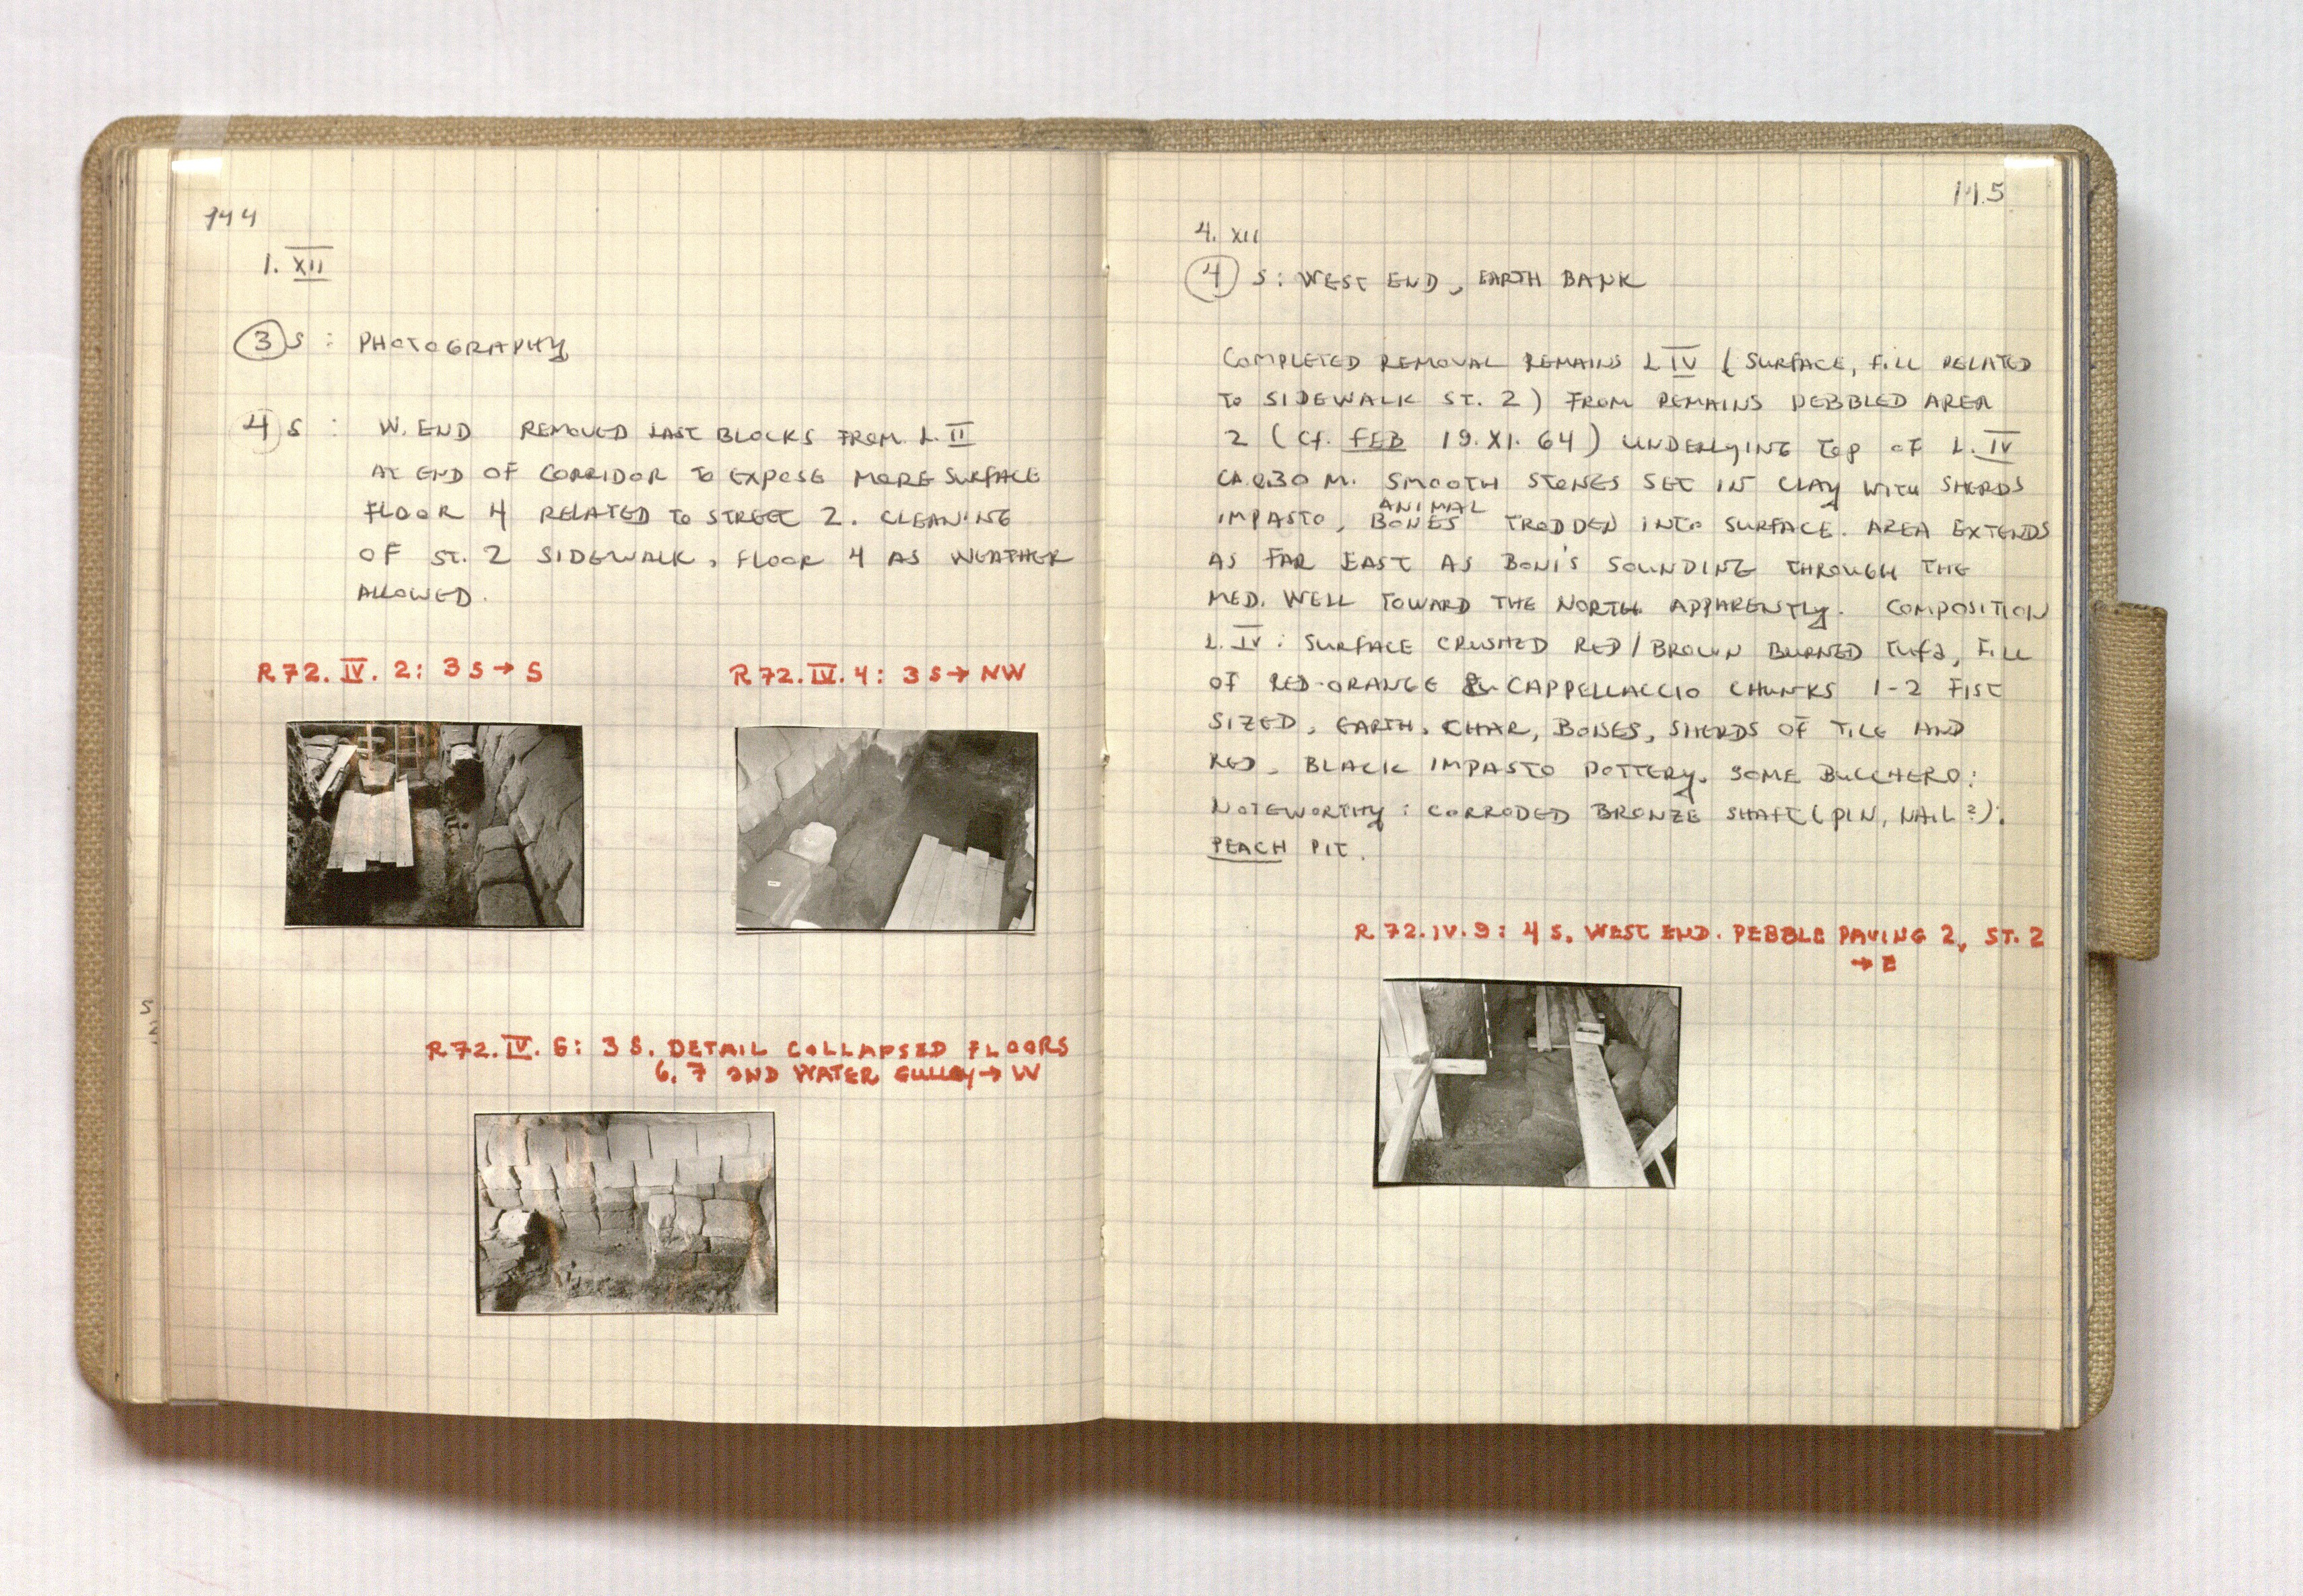 144
1. XII
3 S : PHOTOGRAPHY
4 S : W. END REMOVED LAST BLOCKS FROM L. II
AT END OF CORRIDOR TO EXPOSE MORE SURFACE
FLOOR 4 RELATED TO STREET 2. CLEANING
OF ST. 2 SIDEWALK, FLOOR 4 AS WEATHER
ALLOWED.
R 72. IV. 2: 3 S → S
R 72. IV. 4: 3 S → NW
R 72. IV. 6: 3 S. DETAIL COLLAPSED FLOORS
6, 7 AND WATER GULLEY → W
5
2
145
4. XII
4 S: WEST END, EARTH BANK
COMPLETED REMOVAL REMAINS L IV (SURFACE, FILL RELATED
TO SIDEWALK ST. 2) FROM REMAINS PEBBLED AREA
2 (CF. FEB 19. XI. 64) UNDERLYING TOP OF L. IV
CA. 0.30 M. SMOOTH STONES SET IN CLAY WITH SHERDS
ANIMAL
IMPASTO, BONES TRODDEN INTO SURFACE. AREA EXTENDS
AS FAR EAST AS BONI'S SOUNDING THROUGH THE
MED. WELL TOWARD THE NORTH APPARENTLY. COMPOSITION
L. IV: SURFACE CRUSHED RED/BROWN BURNED TUFA, FILL
OF RED-ORANGE CAPPELLACCIO CHUNKS 1-2 FIST
SIZED, EARTH, CHAR, BONES, SHERDS OF TILE AND
RED, BLACK IMPASTO POTTERY, SOME BUCCHERO:
NOTEWORTHY: CORRODED BRONZE SHAFT (PIN, NAIL?).
PEACH PIT.
R 72. IV. 9: 4 S, WEST END. PEBBLE PAVING 2, ST. 2
→ E